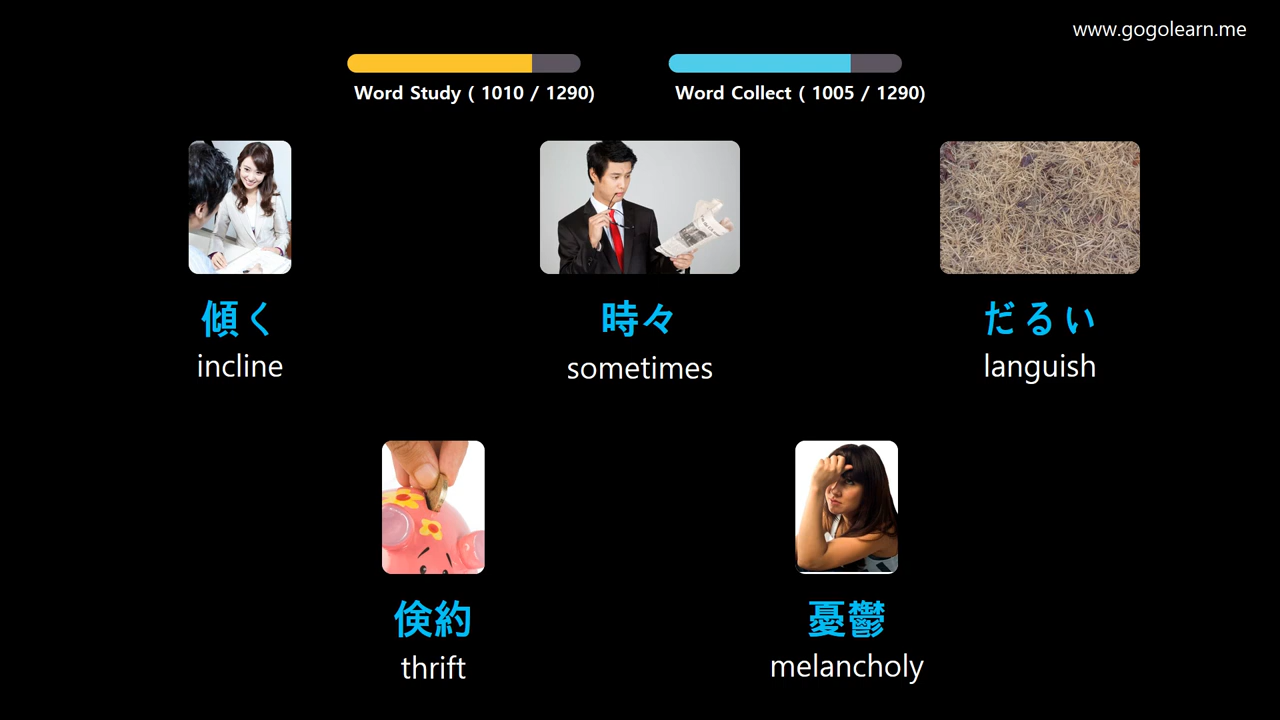 www.gogolearn.me
Word Study ( 1010 / 1290)
Word Collect ( 1005 / 1290)
傾く
incline
時々
sometimes
だるい
languish
倹約
thrift
憂鬱
melancholy